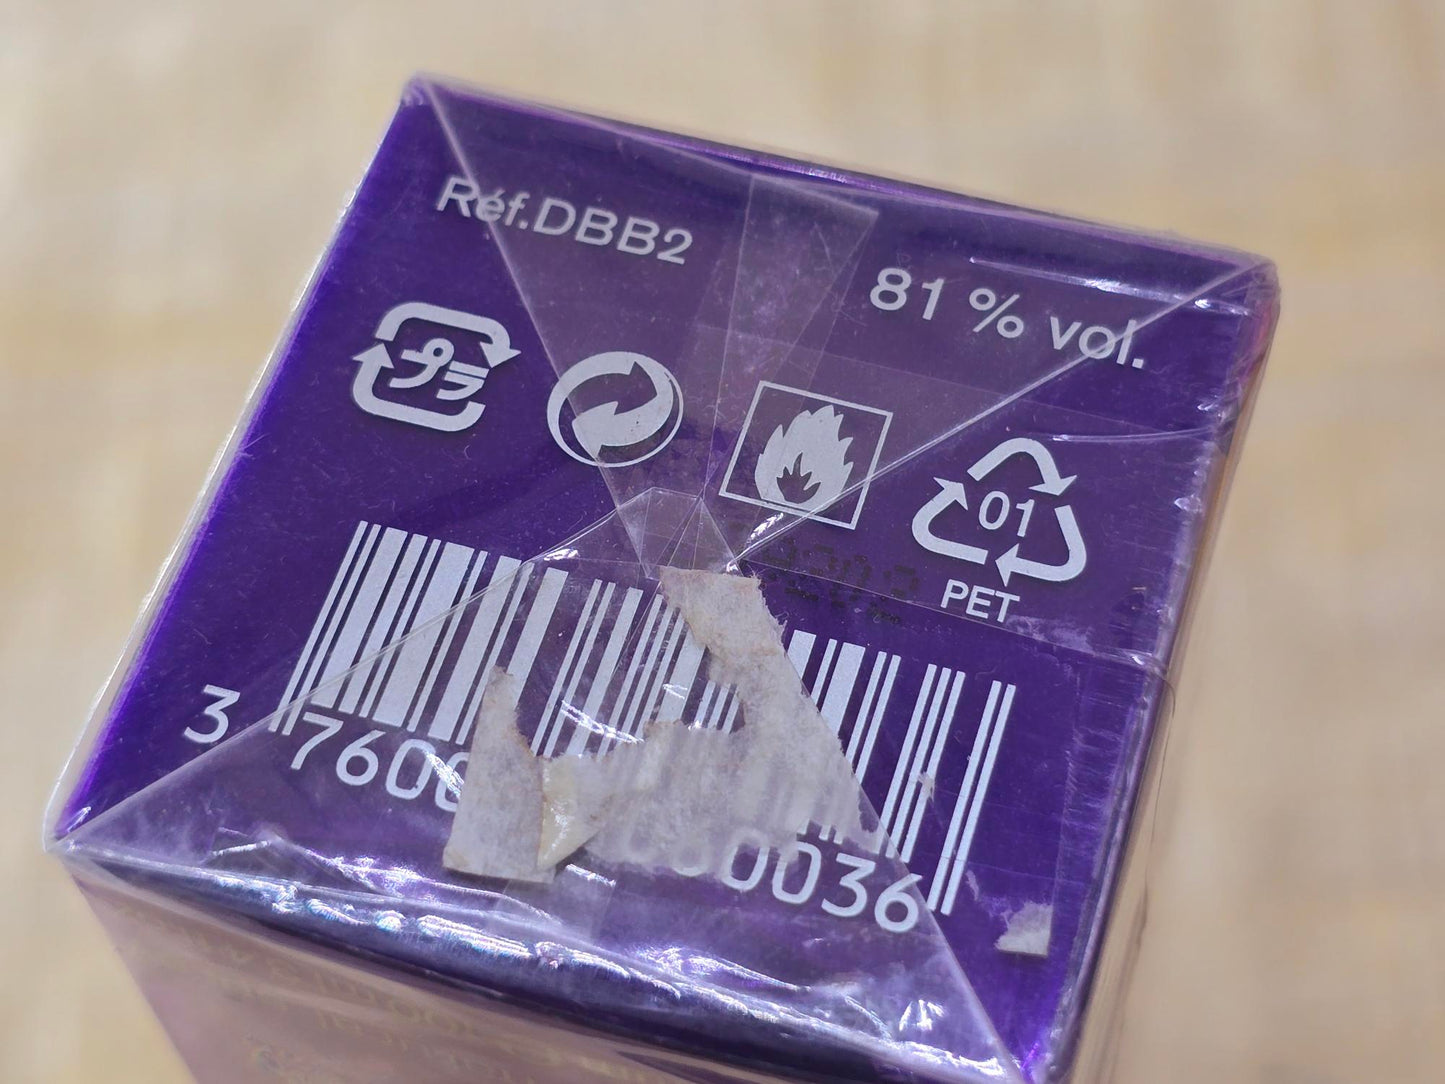 Réf.DBB2
81 % vol.
プラ
01
PET
3 760
0036